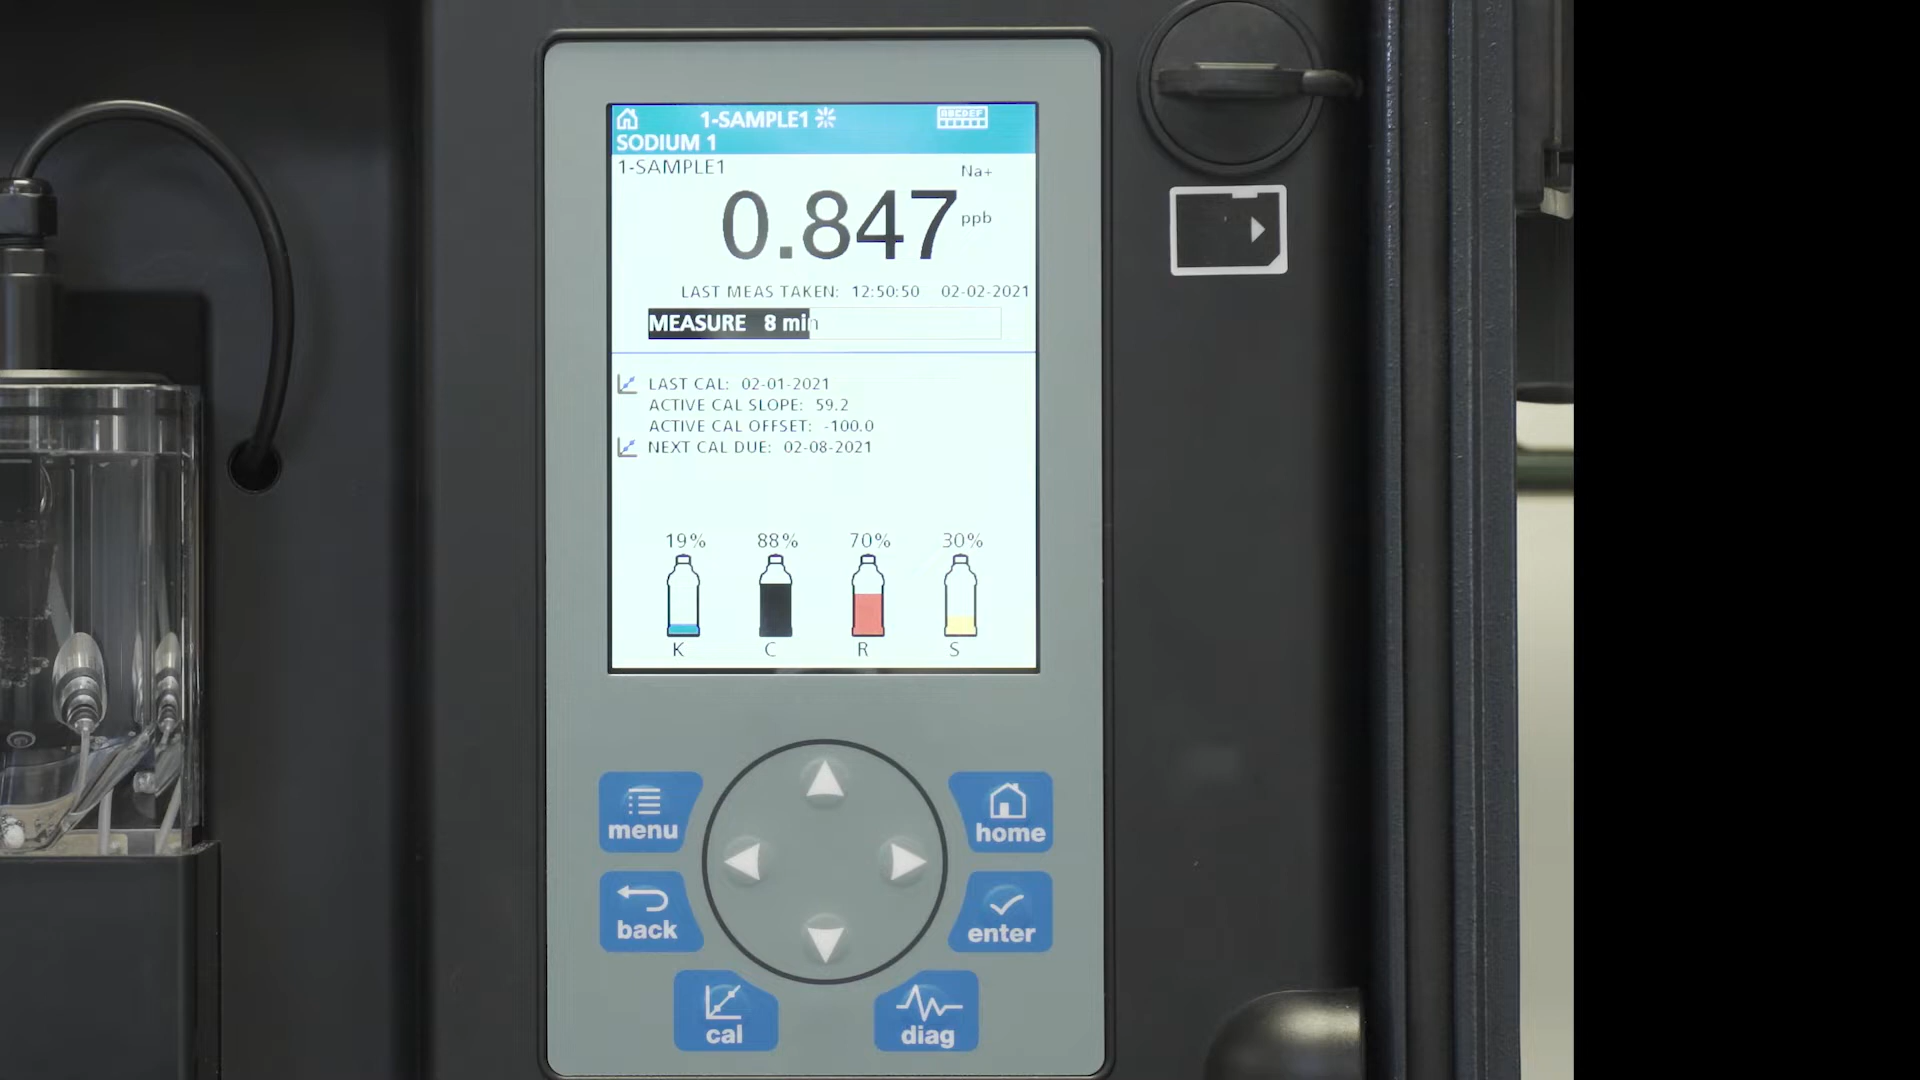 1-SAMPLE1
SODIUM 1
1-SAMPLE1
Na+
0.847 ppb
LAST MEAS TAKEN: 12:50:50 02-02-2021
MEASURE 8 min
LAST CAL: 02-01-2021
ACTIVE CAL SLOPE: 59.2
ACTIVE CAL OFFSET: -100.0
NEXT CAL DUE: 02-08-2021
19% 88% 70% 30%
K C R S
menu
home
back
enter
cal
diag